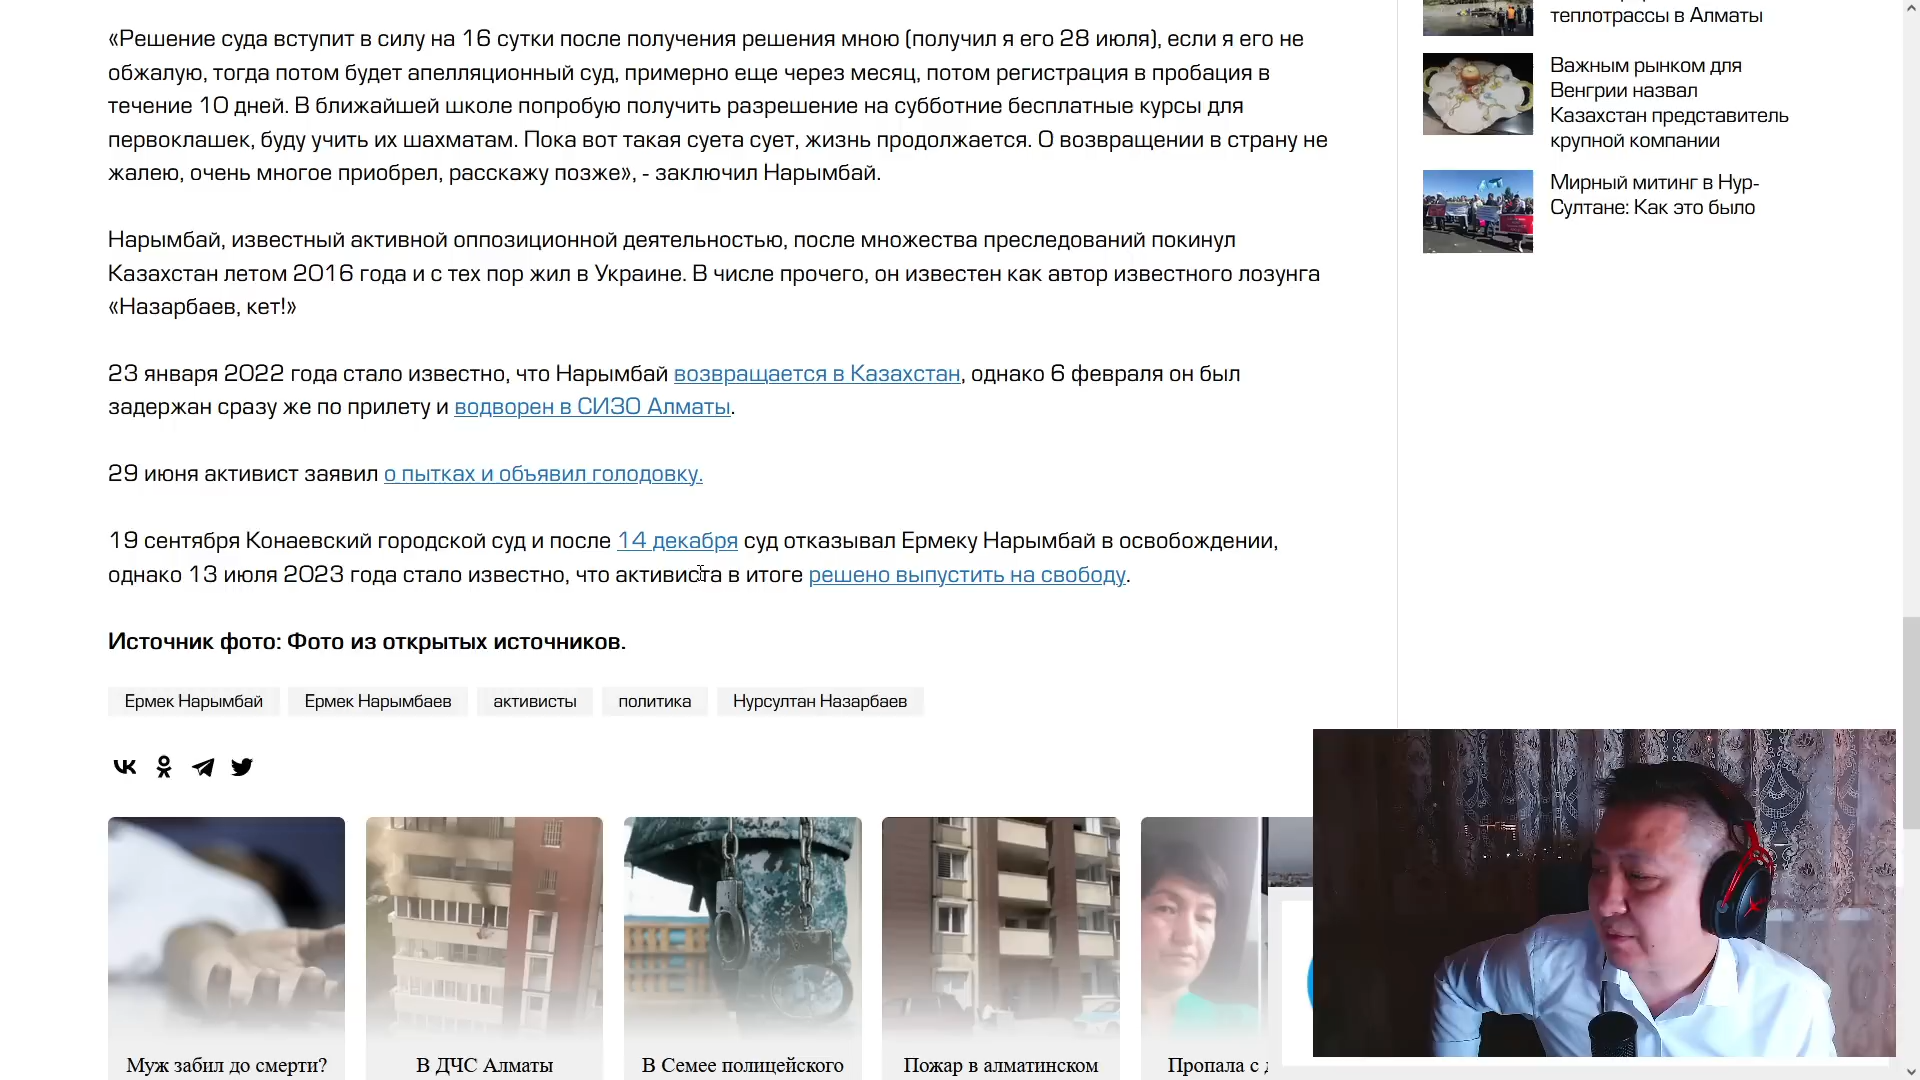 «Решение суда вступит в силу на 16 сутки после получения решения мною (получил я его 28 июля), если я его не
обжалую, тогда потом будет апелляционный суд, примерно еще через месяц, потом регистрация в пробация в
течение 10 дней. В ближайшей школе попробую получить разрешение на субботние бесплатные курсы для
первоклашек, буду учить их шахматам. Пока вот такая суета сует, жизнь продолжается. О возвращении в страну не
жалею, очень многое приобрел, расскажу позже», - заключил Нарымбай.
Нарымбай, известный активной оппозиционной деятельностью, после множества преследований покинул
Казахстан летом 2016 года и с тех пор жил в Украине. В числе прочего, он известен как автор известного лозунга
«Назарбаев, кет!»
23 января 2022 года стало известно, что Нарымбай возвращается в Казахстан, однако 6 февраля он был
задержан сразу же по прилету и водворен в СИЗО Алматы.
29 июня активист заявил о пытках и объявил голодовку.
19 сентября Конаевский городской суд и после 14 декабря суд отказывал Ермеку Нарымбай в освобождении,
однако 13 июля 2023 года стало известно, что активиста в итоге решено выпустить на свободу.
Источник фото: Фото из открытых источников.
Ермек Нарымбай
Ермек Нарымбаев
активисты
политика
Нурсултан Назарбаев
Муж забил до смерти?
В ДЧС Алматы
В Семее полицейского
Пожар в алматинском
Пропала с
теплотрассы в Алматы
Важным рынком для
Венгрии назвал
Казахстан представитель
крупной компании
Мирный митинг в Нур-
Султане: Как это было